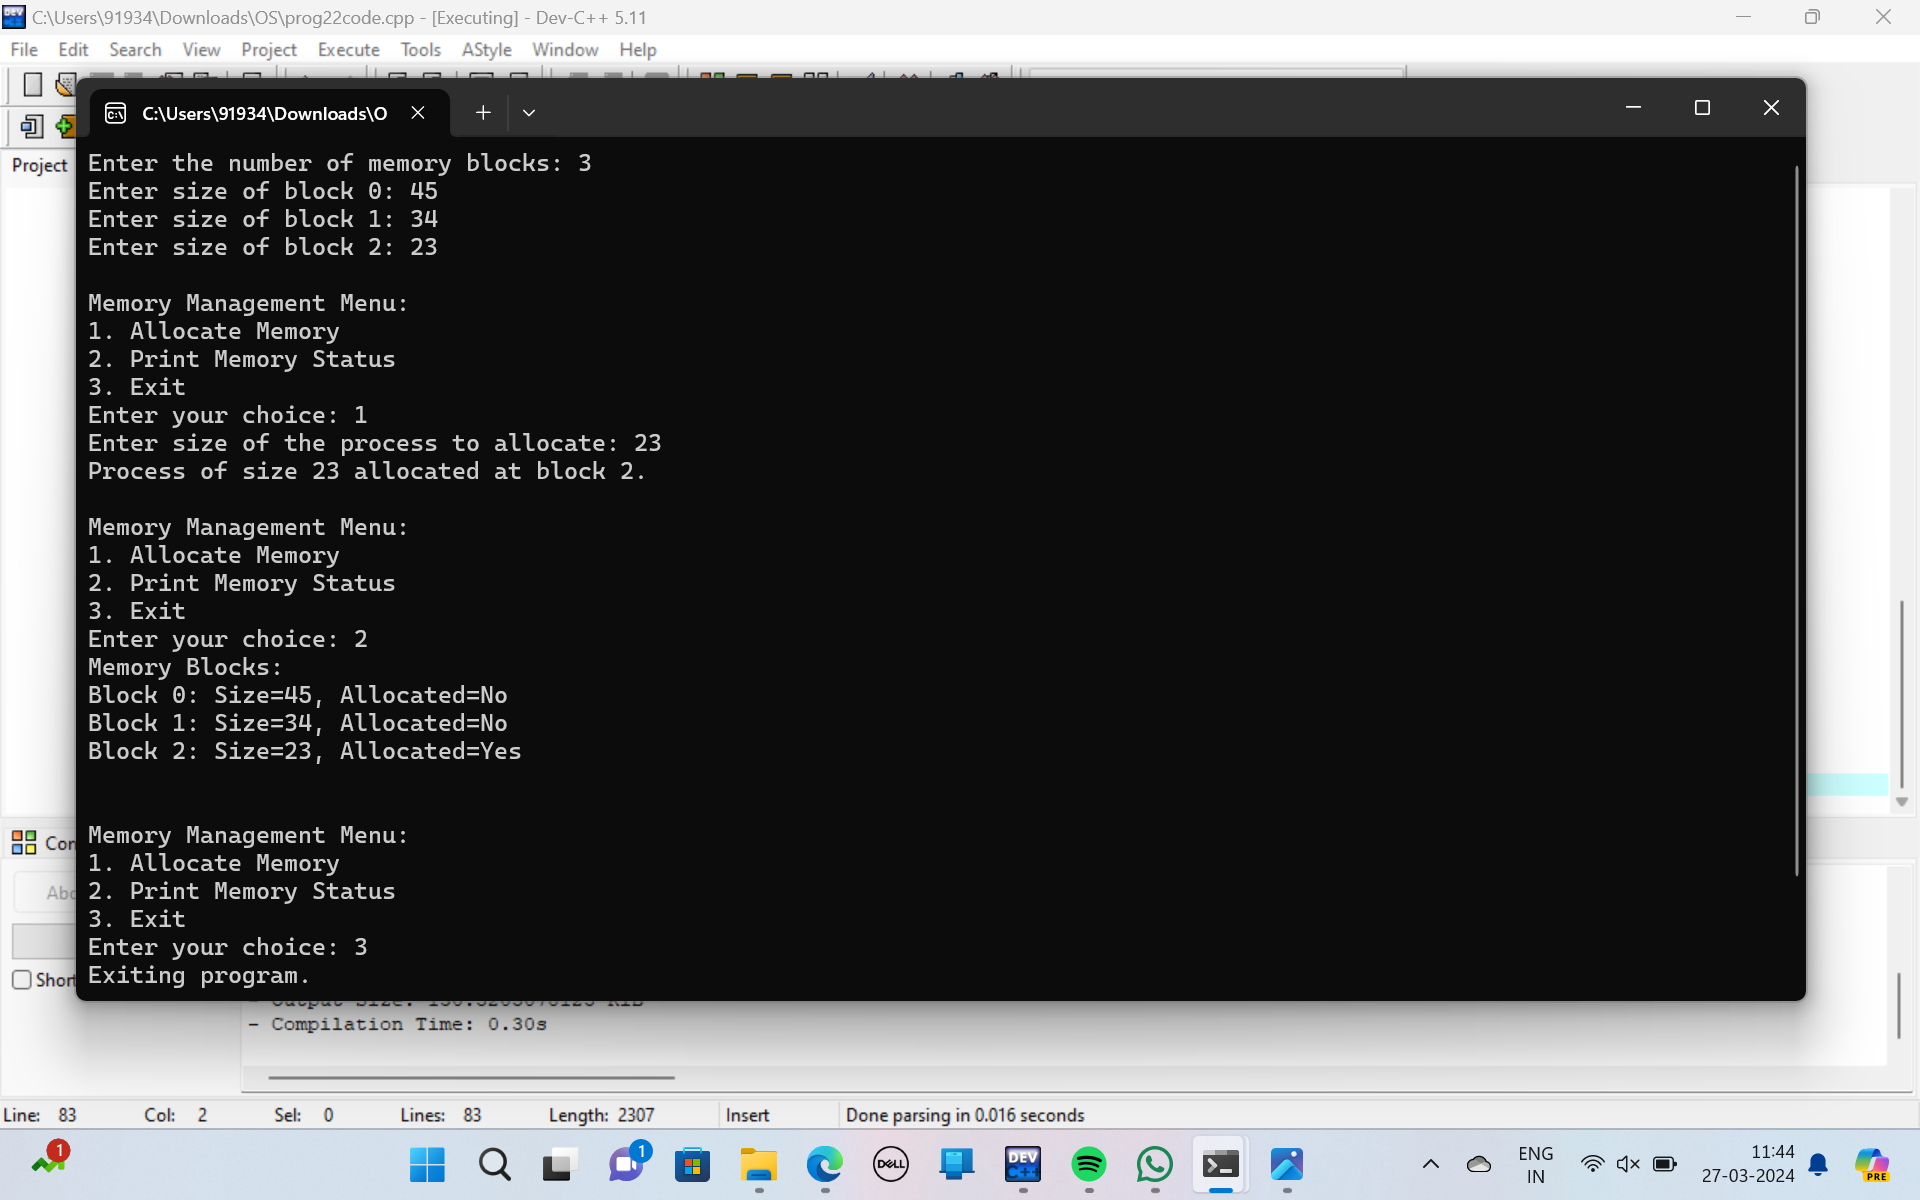 C:\Users\91934\Downloads\OS\prog22code.cpp - [Executing] - Dev-C++ 5.11
File Edit Search View Project Execute Tools AStyle Window Help
C:\Users\91934\Downloads\O
Project
Enter the number of memory blocks: 3
Enter size of block 0: 45
Enter size of block 1: 34
Enter size of block 2: 23
Memory Management Menu:
1. Allocate Memory
2. Print Memory Status
3. Exit
Enter your choice: 1
Enter size of the process to allocate: 23
Process of size 23 allocated at block 2.
Memory Management Menu:
1. Allocate Memory
2. Print Memory Status
3. Exit
Enter your choice: 2
Memory Blocks:
Block 0: Size=45, Allocated=No
Block 1: Size=34, Allocated=No
Block 2: Size=23, Allocated=Yes
Memory Management Menu:
1. Allocate Memory
2. Print Memory Status
3. Exit
Enter your choice: 3
Exiting program.
Con
Abo
Short
- Compilation Time: 0.30s
Line: 83 Col: 2 Sel: 0 Lines: 83 Length: 2307 Insert Done parsing in 0.016 seconds
1
1
DELL
DEV C++
ENG
IN
11:44
27-03-2024
PRE